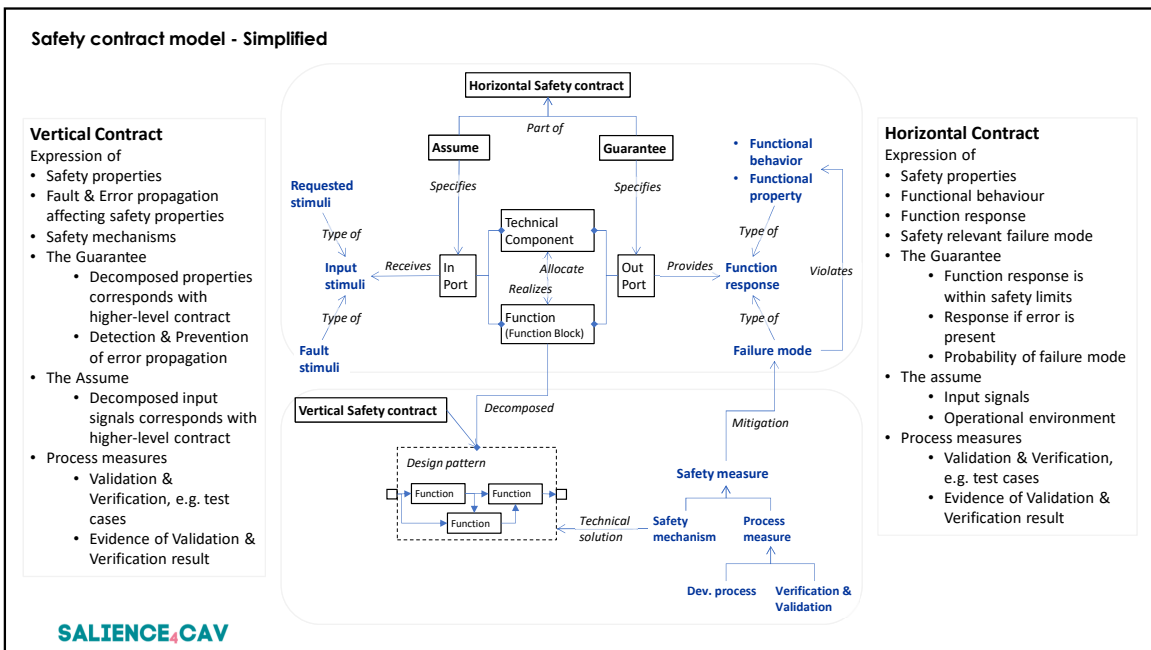 Safety contract model - Simplified
Vertical Contract
Expression of
• Safety properties
• Fault & Error propagation
affecting safety properties
• Safety mechanisms
• The Guarantee
• Decomposed properties
corresponds with
higher-level contract
• Detection & Prevention
of error propagation
• The Assume
• Decomposed input
signals corresponds with
higher-level contract
• Process measures
• Validation &
Verification, e.g. test
cases
• Evidence of Validation &
Verification result
Horizontal Safety contract
Part of
Assume
Guarantee
• Functional
behavior
• Functional
property
Requested
stimuli
Specifies
Specifies
Technical
Component
Type of
Type of
Input
stimuli
Receives
In
Port
Allocate
Realizes
Out
Port
Provides
Function
response
Violates
Type of
Function
(Function Block)
Type of
Fault
stimuli
Failure mode
Vertical Safety contract
Decomposed
Mitigation
Design pattern
Function
Function
Function
Safety measure
Technical
solution
Safety
mechanism
Process
measure
Dev. process
Verification &
Validation
Horizontal Contract
Expression of
• Safety properties
• Functional behaviour
• Function response
• Safety relevant failure mode
• The Guarantee
• Function response is
within safety limits
• Response if error is
present
• Probability of failure mode
• The assume
• Input signals
• Operational environment
• Process measures
• Validation & Verification,
e.g. test cases
• Evidence of Validation &
Verification result
SALIENCE4CAV